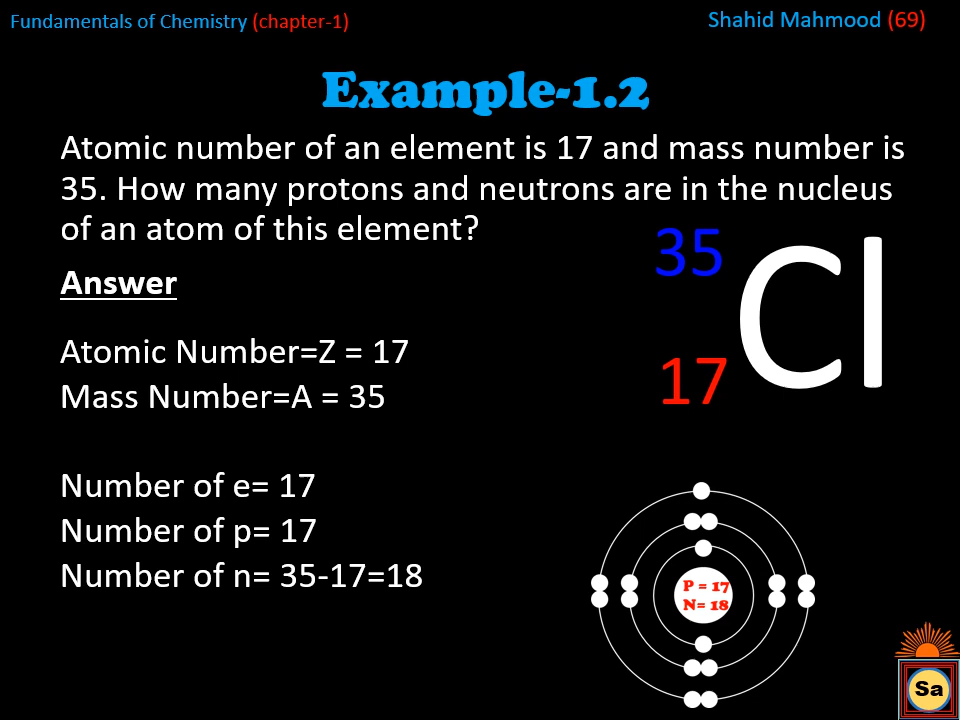 Fundamentals of Chemistry (chapter-1)
Shahid Mahmood (69)
Example-1.2
Atomic number of an element is 17 and mass number is
35. How many protons and neutrons are in the nucleus
of an atom of this element?
Answer
35
Cl
17
Atomic Number=Z = 17
Mass Number=A = 35
Number of e= 17
Number of p= 17
Number of n= 35-17=18
P = 17
N= 18
Sa